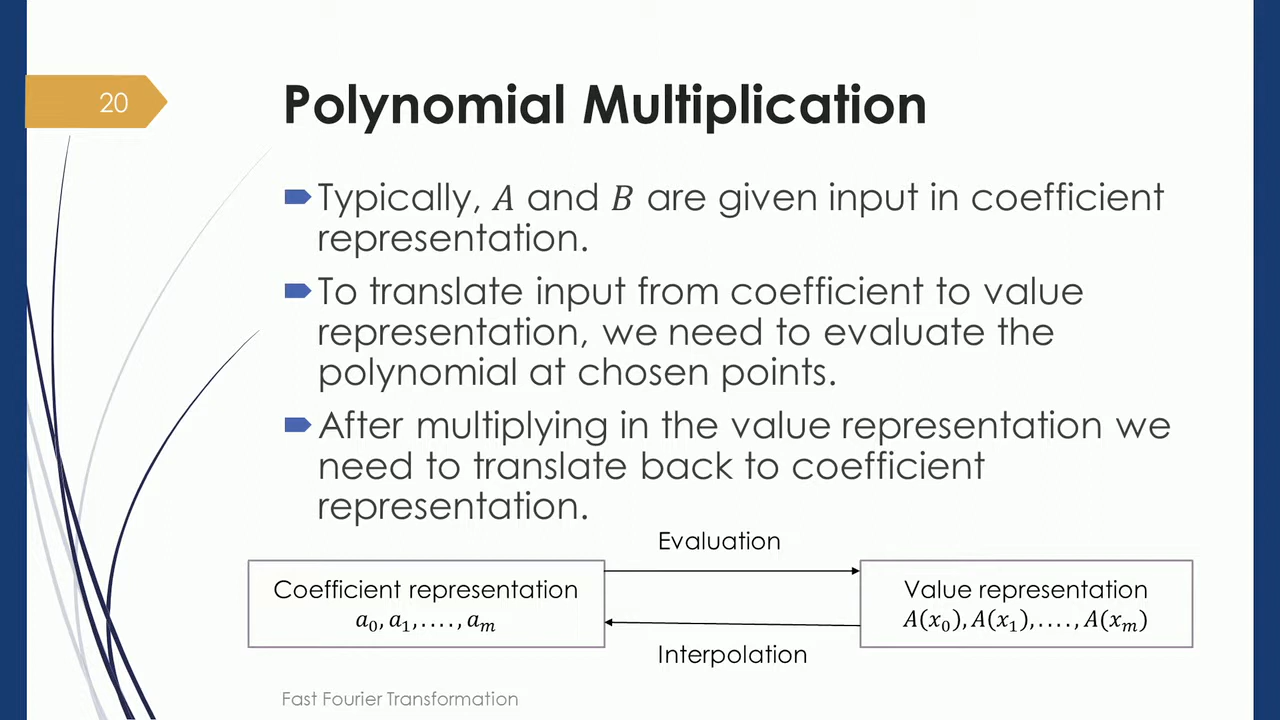 20
Polynomial Multiplication
Typically, A and B are given input in coefficient
representation.
To translate input from coefficient to value
representation, we need to evaluate the
polynomial at chosen points.
After multiplying in the value representation we
need to translate back to coefficient
representation.
Evaluation
Coefficient representation
a₀, a₁, . . . . , aₘ
Value representation
A(x₀), A(x₁), . . . . , A(xₘ)
Interpolation
Fast Fourier Transformation